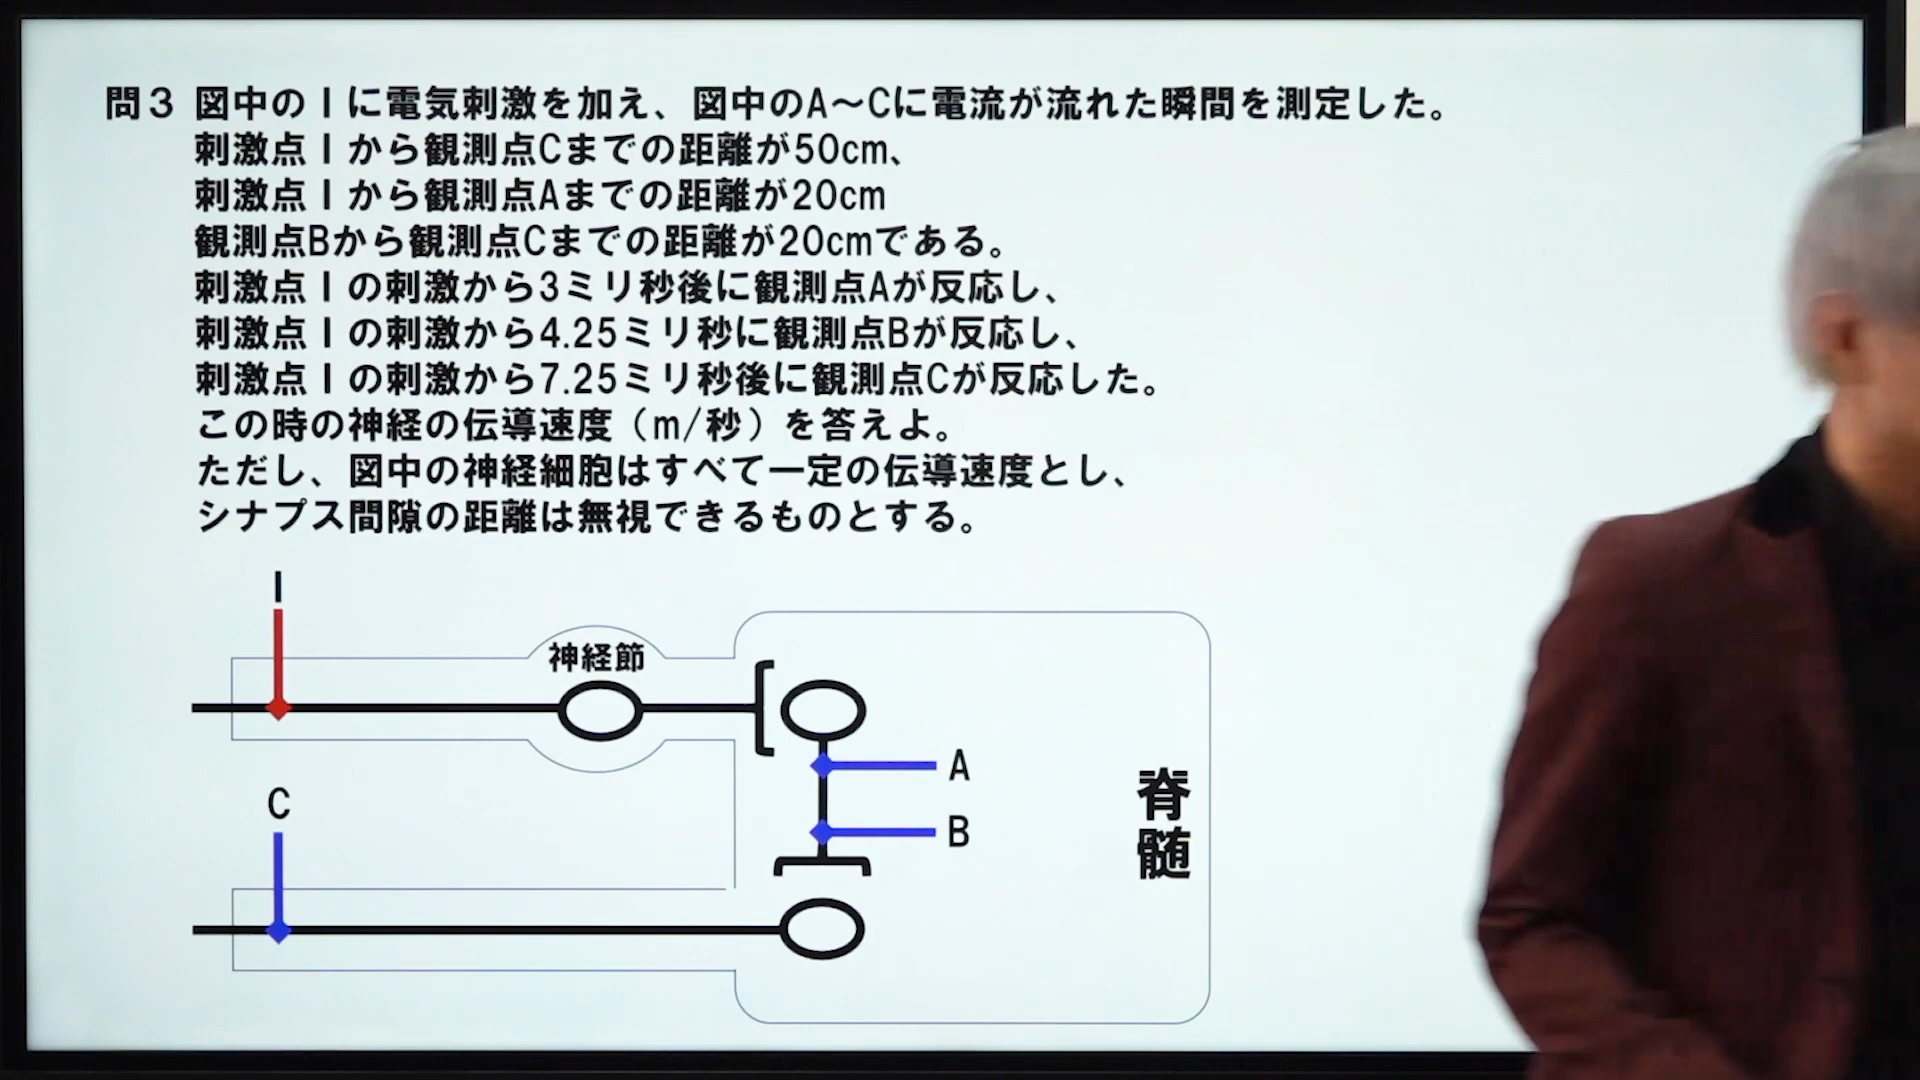 問３ 図中のＩに電気刺激を加え、図中のA〜Cに電流が流れた瞬間を測定した。
刺激点Ｉから観測点Cまでの距離が50cm、
刺激点Ｉから観測点Aまでの距離が20cm
観測点Bから観測点Cまでの距離が20cmである。
刺激点Ｉの刺激から3ミリ秒後に観測点Aが反応し、
刺激点Ｉの刺激から4.25ミリ秒に観測点Bが反応し、
刺激点Ｉの刺激から7.25ミリ秒後に観測点Cが反応した。
この時の神経の伝導速度（m/秒）を答えよ。
ただし、図中の神経細胞はすべて一定の伝導速度とし、
シナプス間隙の距離は無視できるものとする。
I
神経節
A
C
B
脊髄